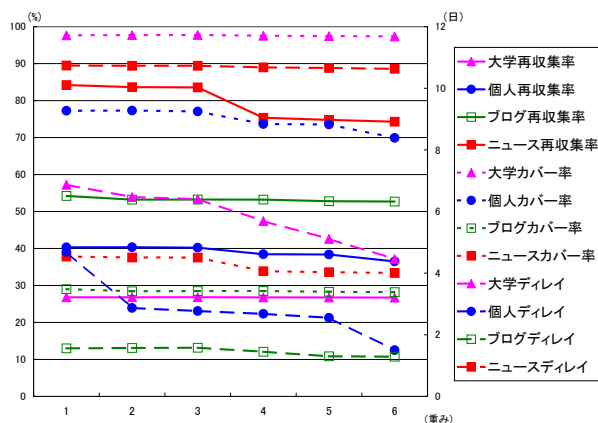 (%)
(日)
100
90
80
70
60
50
40
30
20
10
0
12
10
8
6
4
2
0
1 2 3 4 5 6
(重み)
大学再収集率
個人再収集率
ブログ再収集率
ニュース再収集率
大学カバー率
個人カバー率
ブログカバー率
ニュースカバー率
大学ディレイ
個人ディレイ
ブログディレイ
ニュースディレイ